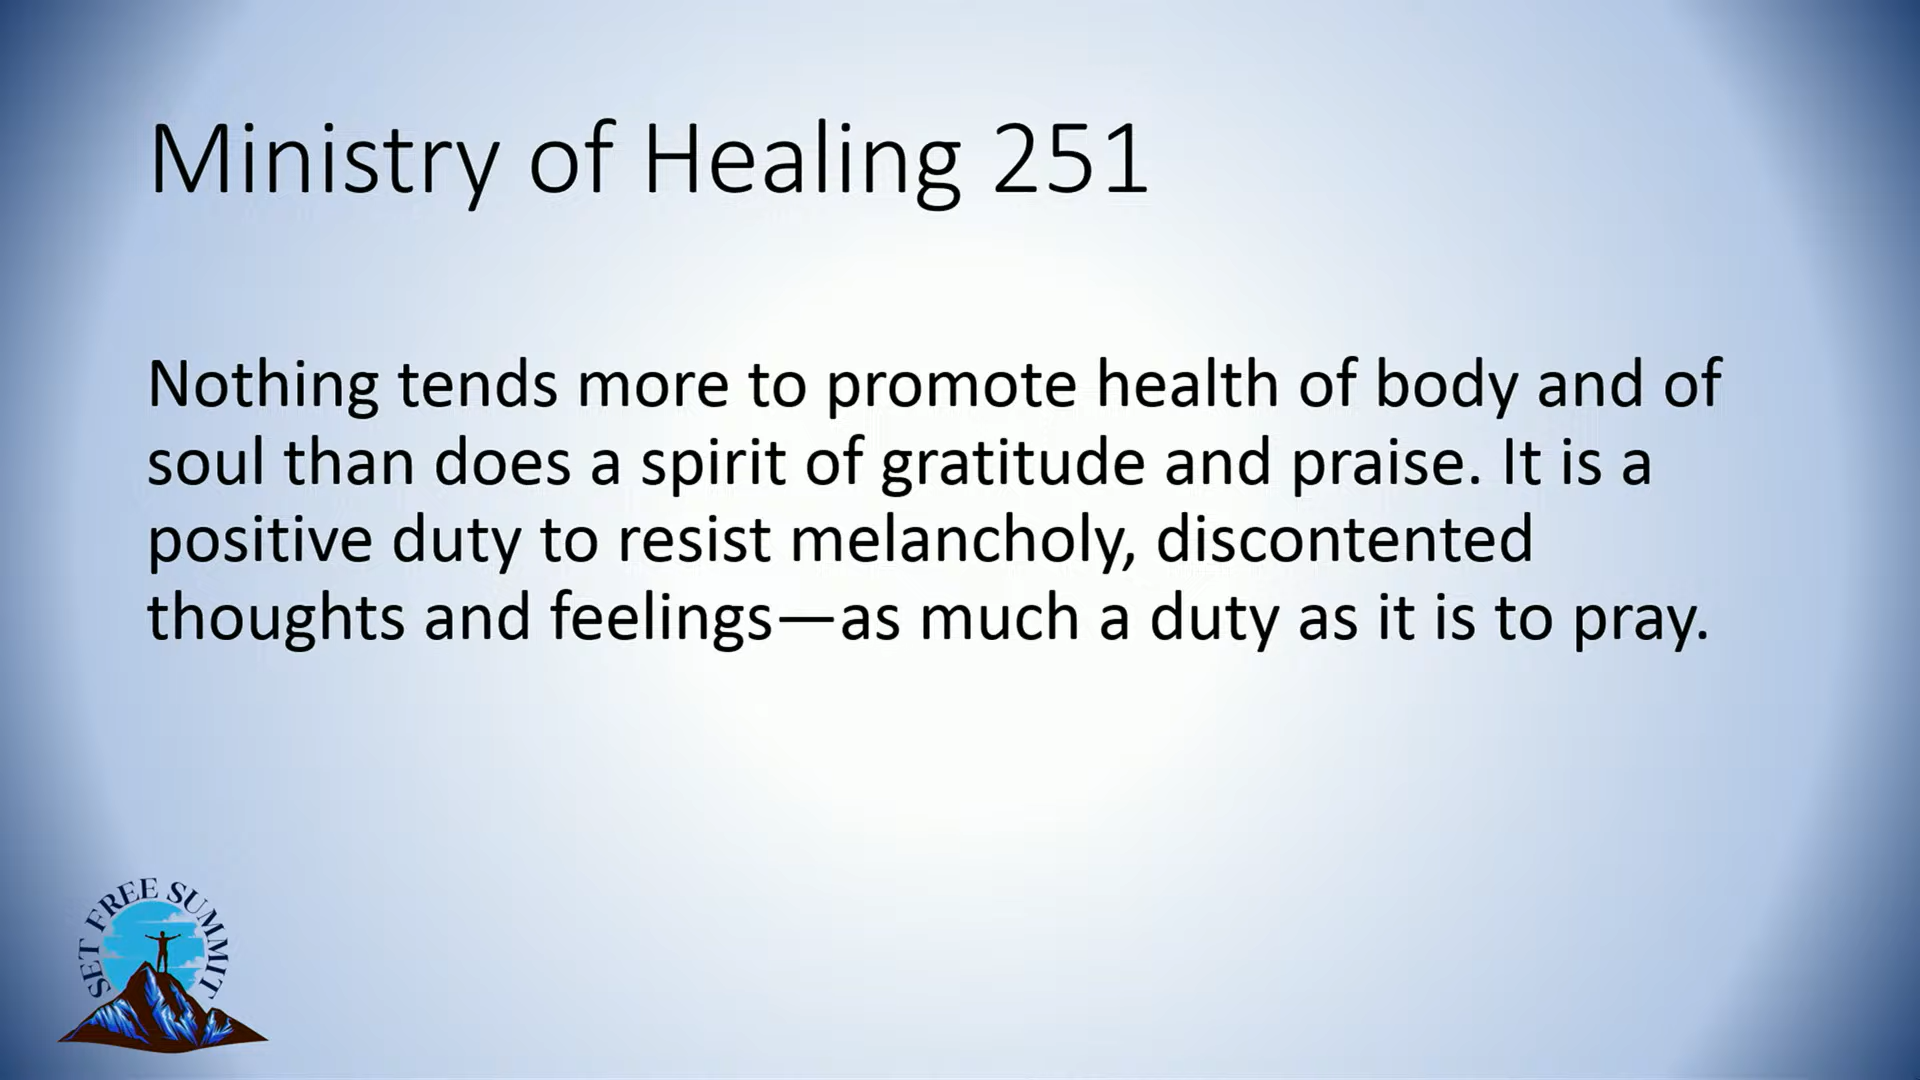 Ministry of Healing 251
Nothing tends more to promote health of body and of
soul than does a spirit of gratitude and praise. It is a
positive duty to resist melancholy, discontented
thoughts and feelings—as much a duty as it is to pray.
SET FREE SUMMIT